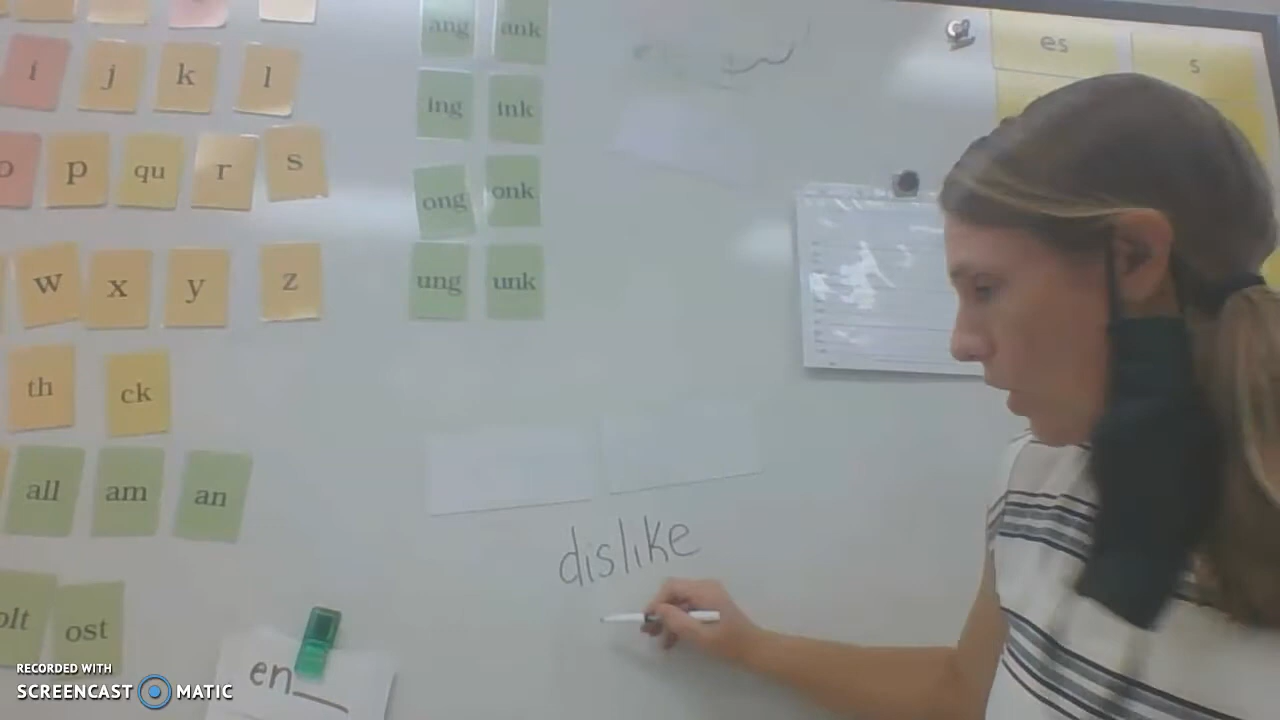 ang ank
es s
i j k l
ing ink
o p qu r s
ong onk
w x y z
ung unk
th ck
all am an
dislike
olt ost
en__
RECORDED WITH
SCREENCAST MATIC